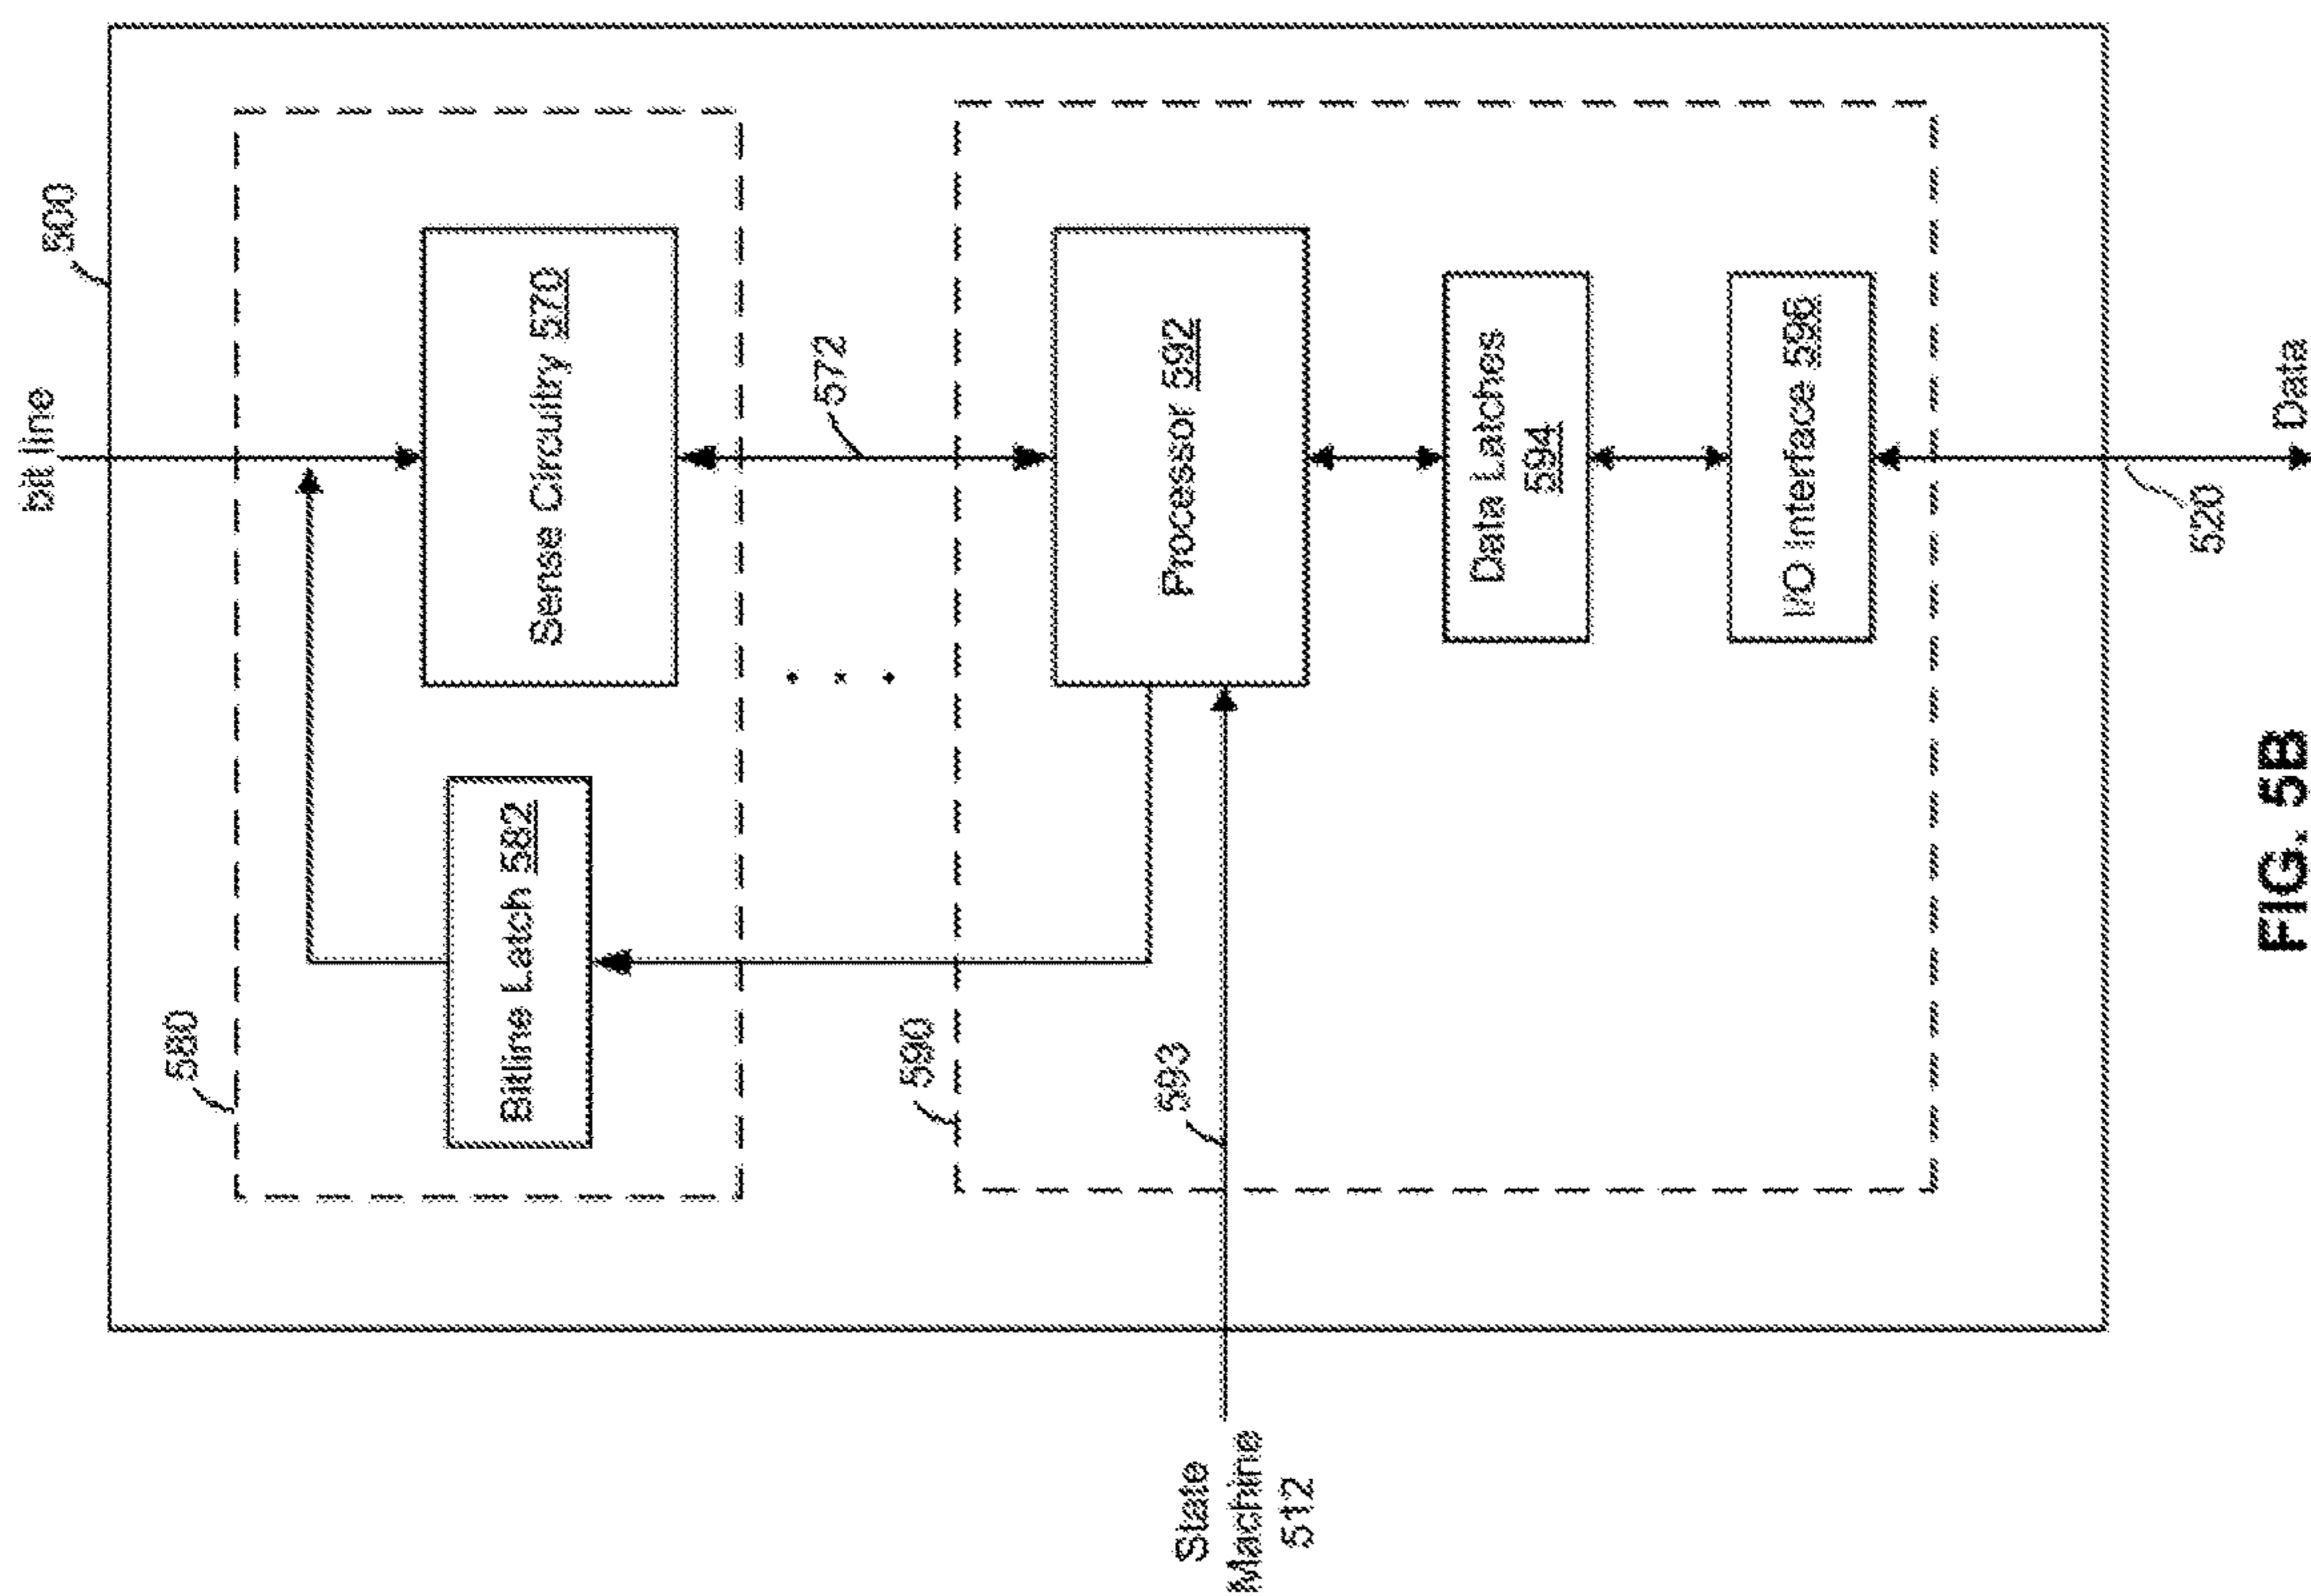 bit line
500
580
Sense Circuitry 570
Bitline Latch 582
572
. . .
590
593
Processor 592
State
Machine
512
Data Latches
594
I/O Interface 596
520
Data
FIG. 5B